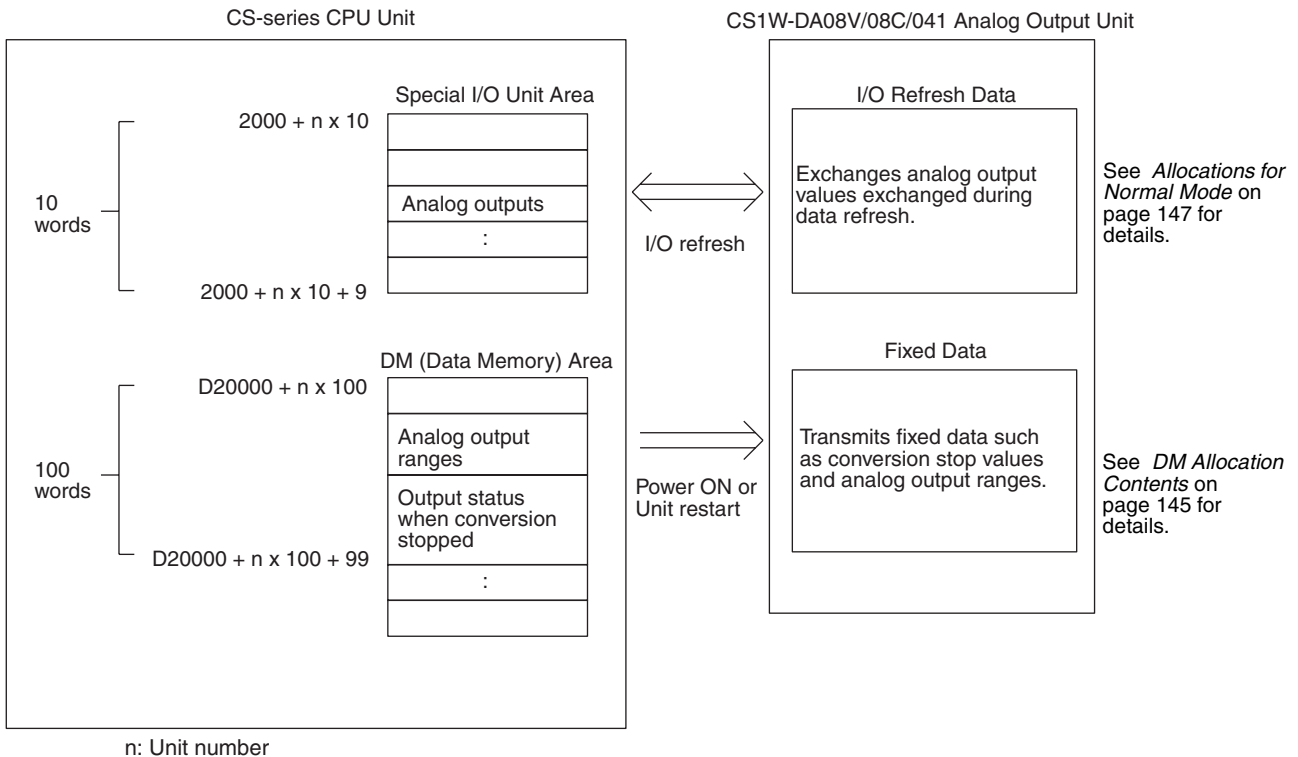 CS-series CPU Unit
CS1W-DA08V/08C/041 Analog Output Unit
Special I/O Unit Area
2000 + n x 10
10
words
Analog outputs
:
2000 + n x 10 + 9
I/O refresh
I/O Refresh Data
Exchanges analog output
values exchanged during
data refresh.
See Allocations for
Normal Mode on
page 147 for
details.
DM (Data Memory) Area
D20000 + n x 100
100
words
Analog output
ranges
Output status
when conversion
stopped
:
D20000 + n x 100 + 99
Power ON or
Unit restart
Fixed Data
Transmits fixed data such
as conversion stop values
and analog output ranges.
See DM Allocation
Contents on
page 145 for
details.
n: Unit number